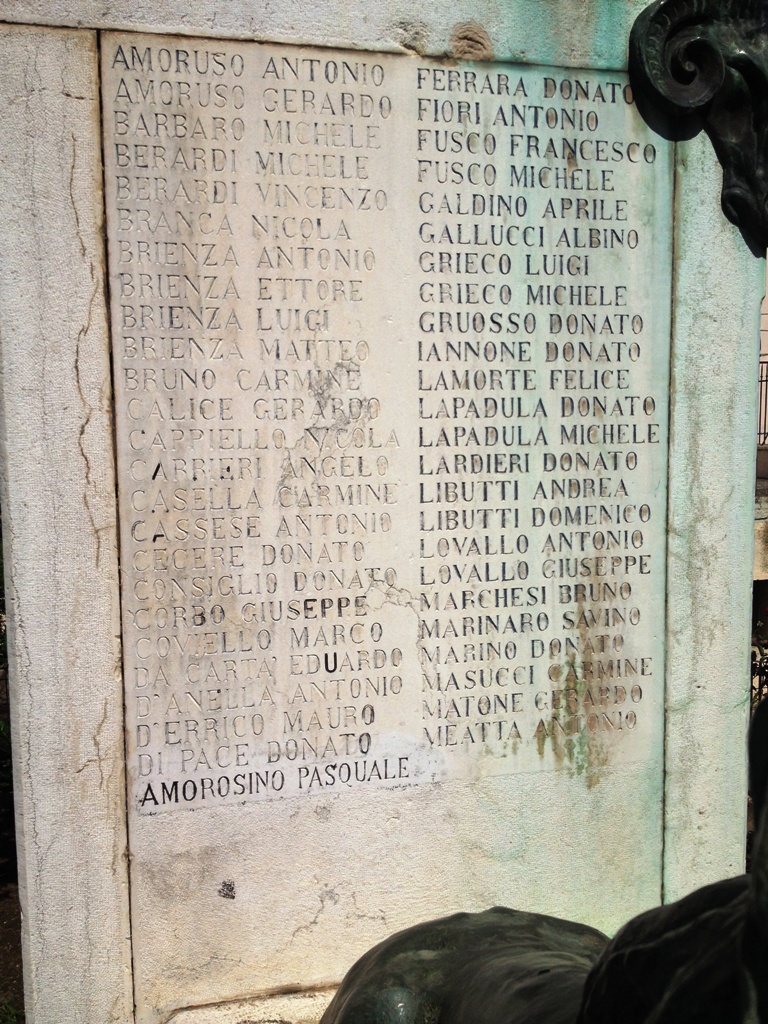 AMORUSO ANTONIO
AMORUSO GERARDO
BARBARO MICHELE
BERARDI MICHELE
BERARDI VINCENZO
BRANCA NICOLA
BRIENZA ANTONIO
BRIENZA ETTORE
BRIENZA LUIGI
BRIENZA MATTEO
BRUNO CARMINE
CALICE GERARDO
CAPPIELLO NICOLA
CARRIERI ANGELO
CASELLA CARMINE
CASSESE ANTONIO
CECERE DONATO
CONSIGLIO DONATO
CORBO GIUSEPPE
COVIELLO MARCO
DA CARTA' EDUARDO
D'ANELLA ANTONIO
D'ERRICO MAURO
DI PACE DONATO
AMOROSINO PASQUALE
FERRARA DONATO
FIORI ANTONIO
FUSCO FRANCESCO
FUSCO MICHELE
GALDINO APRILE
GALLUCCI ALBINO
GRIECO LUIGI
GRIECO MICHELE
GRUOSSO DONATO
IANNONE DONATO
LAMORTE FELICE
LAPADULA DONATO
LAPADULA MICHELE
LARDIERI DONATO
LIBUTTI ANDREA
LIBUTTI DOMENICO
LOVALLO ANTONIO
LOVALLO GIUSEPPE
MARCHESI BRUNO
MARINARO SAVINO
MARINO DONATO
MASUCCI CARMINE
MATONE GERARDO
MEATTA ANTONIO